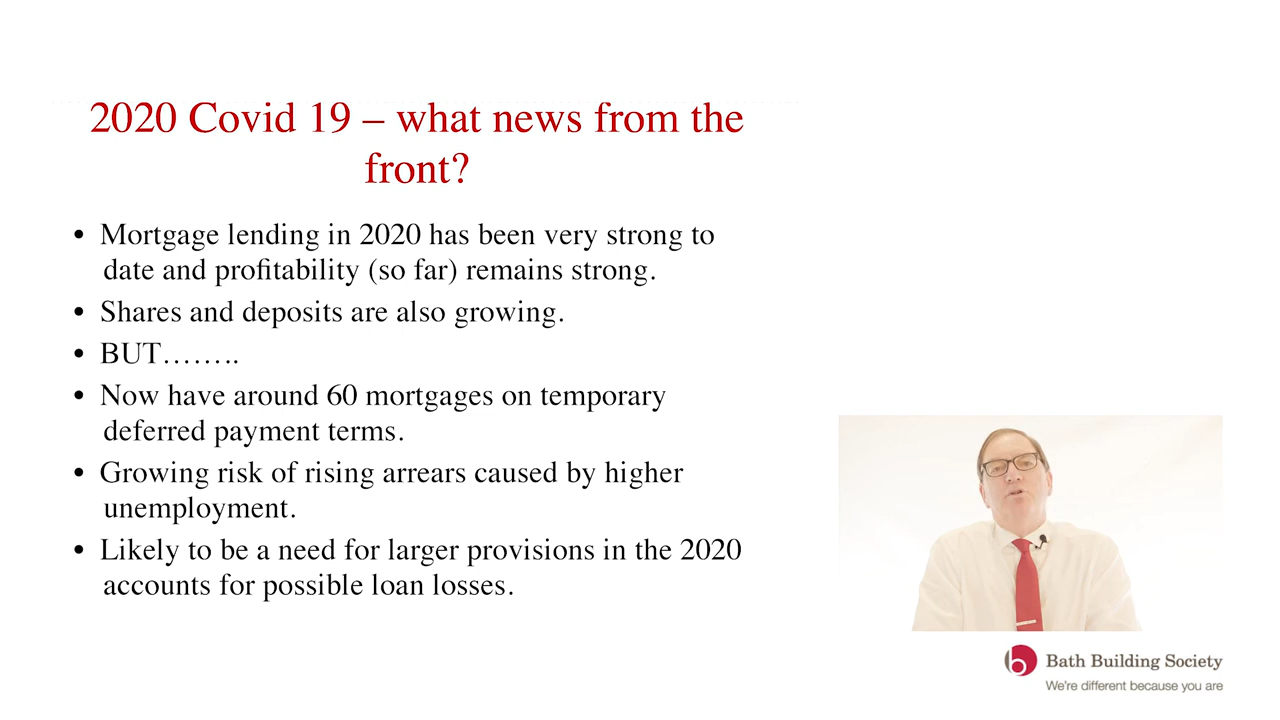 2020 Covid 19 – what news from the
front?
• Mortgage lending in 2020 has been very strong to
date and profitability (so far) remains strong.
• Shares and deposits are also growing.
• BUT……..
• Now have around 60 mortgages on temporary
deferred payment terms.
• Growing risk of rising arrears caused by higher
unemployment.
• Likely to be a need for larger provisions in the 2020
accounts for possible loan losses.
b Bath Building Society
We're different because you are